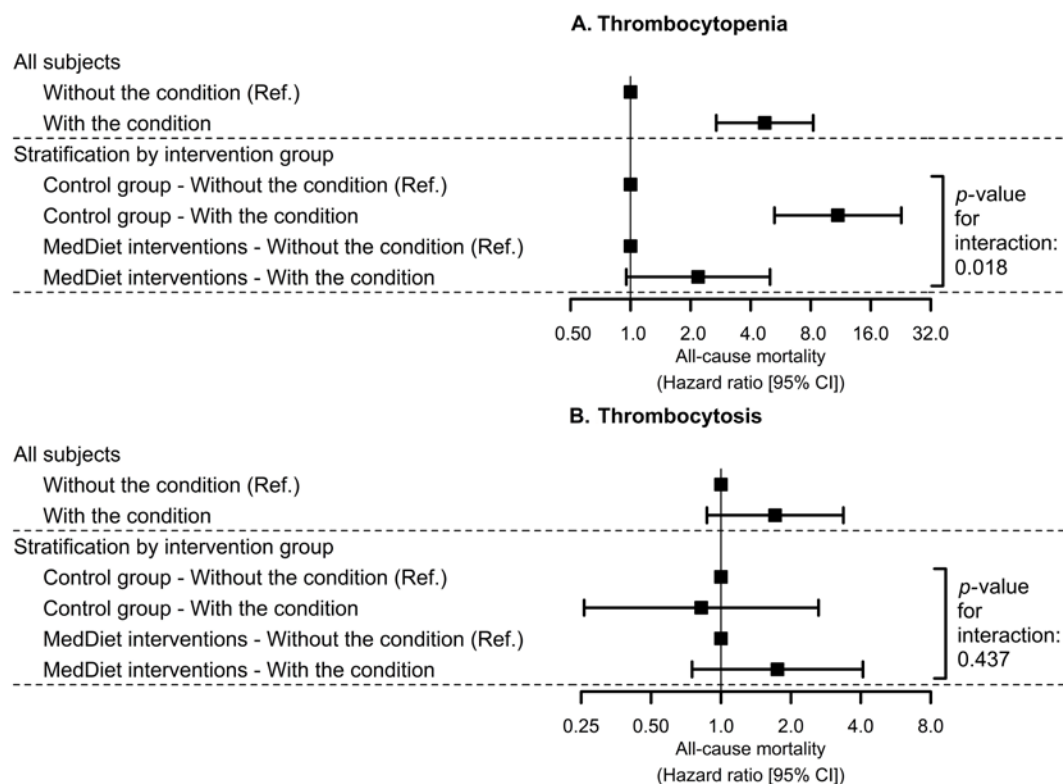 A. Thrombocytopenia
All subjects
Without the condition (Ref.)
With the condition
Stratification by intervention group
Control group - Without the condition (Ref.)
Control group - With the condition
MedDiet interventions - Without the condition (Ref.)
MedDiet interventions - With the condition
p-value
for
interaction:
0.018
0.50 1.0 2.0 4.0 8.0 16.0 32.0
All-cause mortality
(Hazard ratio [95% CI])
B. Thrombocytosis
All subjects
Without the condition (Ref.)
With the condition
Stratification by intervention group
Control group - Without the condition (Ref.)
Control group - With the condition
MedDiet interventions - Without the condition (Ref.)
MedDiet interventions - With the condition
p-value
for
interaction:
0.437
0.25 0.50 1.0 2.0 4.0 8.0
All-cause mortality
(Hazard ratio [95% CI])